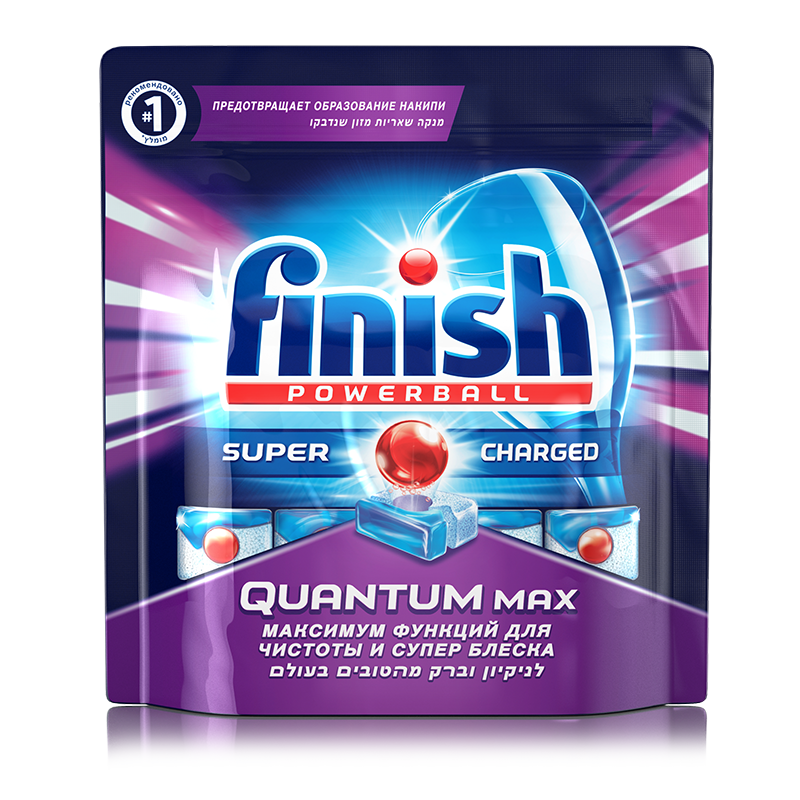 рекомендовано
#1
מומלץ*
ПРЕДОТВРАЩАЕТ ОБРАЗОВАНИЕ НАКИПИ
מנקה שאריות מזון שנדבקו
finish
POWERBALL
SUPER CHARGED
QUANTUM MAX
МАКСИМУМ ФУНКЦИЙ ДЛЯ
ЧИСТОТЫ И СУПЕР БЛЕСКА
לניקיון וברק מהטובים בעולם